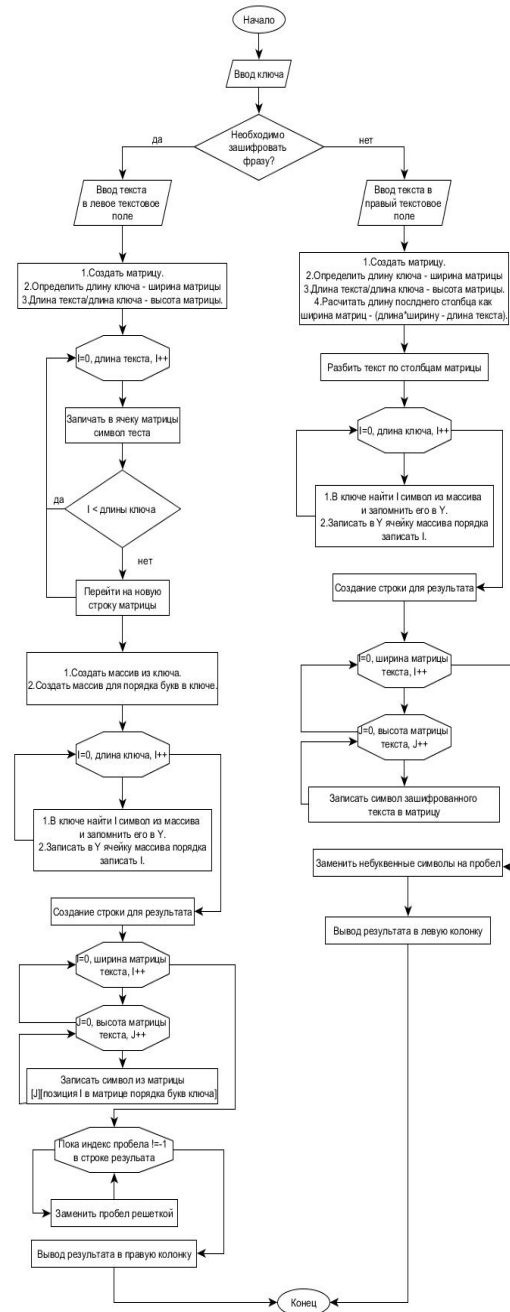 Начало
Ввод ключа
Необходимо
зашифровать
фразу?
да
нет
Ввод текста
в левое текстовое
поле
1.Создать матрицу.
2.Определить длину ключа - ширина матрицы
3.Длина текста/длина ключа - высота матрицы.
I=0, длина текста, I++
Запичать в ячеку матрицы
символ теста
да
I < длины ключа
нет
Перейти на новую
строку матрицы
1.Создать массив из ключа.
2.Создать массив для порядка букв в ключе.
I=0, длина ключа, I++
1.В ключе найти I символ из массива
и запомнить его в Y.
2.Записать в Y ячейку массива порядка
записать I.
Создание строки для результата
I=0, ширина матрицы
текста, I++
J=0, высота матрицы
текста, J++
Записать символ из матрицы
[J][позиция I в матрице порядка букв ключа]
Пока индекс пробела !=-1
в строке резульата
Заменить пробел решеткой
Вывод результата в правую колонку
Ввод текста в
правый текстовое
поле
1.Создать матрицу.
2.Определить длину ключа - ширина матрицы
3.Длина текста/длина ключа - высота матрицы.
4.Расчитать длину послднего столбца как
ширина матриц - (длина*ширину - длина текста).
Разбить текст по столбцам матрицы
I=0, длина ключа, I++
1.В ключе найти I символ из массива
и запомнить его в Y.
2.Записать в Y ячейку массива порядка
записать I.
Создание строки для результата
I=0, ширина матрицы
текста, I++
J=0, высота матрицы
текста, J++
Записать символ зашифрованного
текста в матрицу
Заменить небуквенные символы на пробел
Вывод результата в левую колонку
Конец